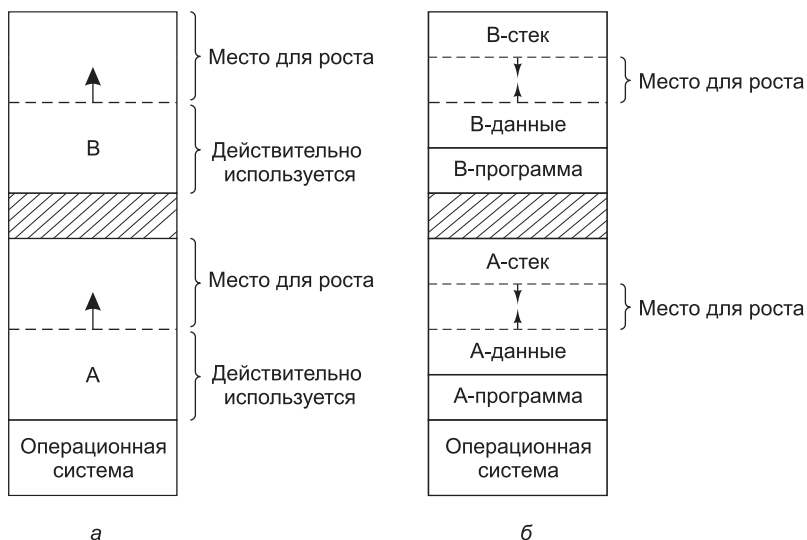 Место для роста
В
Действительно
используется
Место для роста
А
Действительно
используется
Операционная
система
а
В-стек
Место для роста
В-данные
В-программа
А-стек
Место для роста
А-данные
А-программа
Операционная
система
б